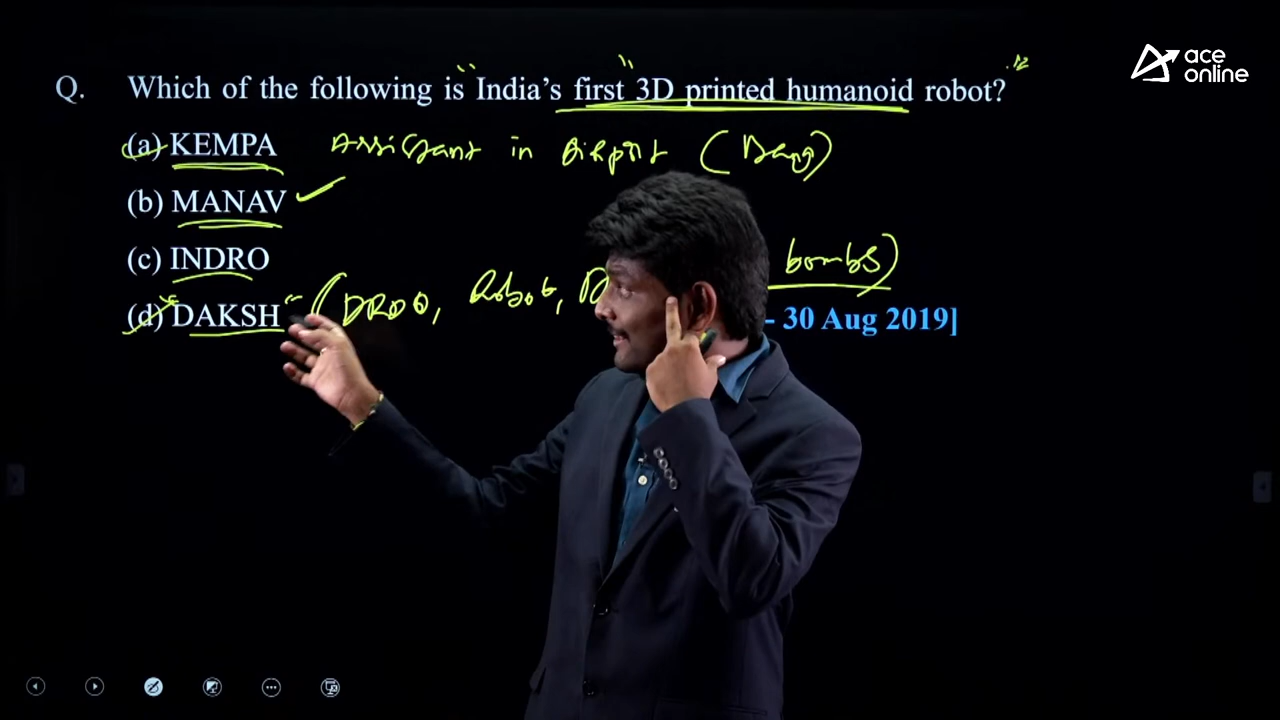 ace
online
Q. Which of the following is "India's first 3D printed humanoid robot?
(a) KEMPA Assistant in airport (Beng)
(b) MANAV ✓
(c) INDRO
(d) DAKSH (DRDO, Robot, bombs)
- 30 Aug 2019]